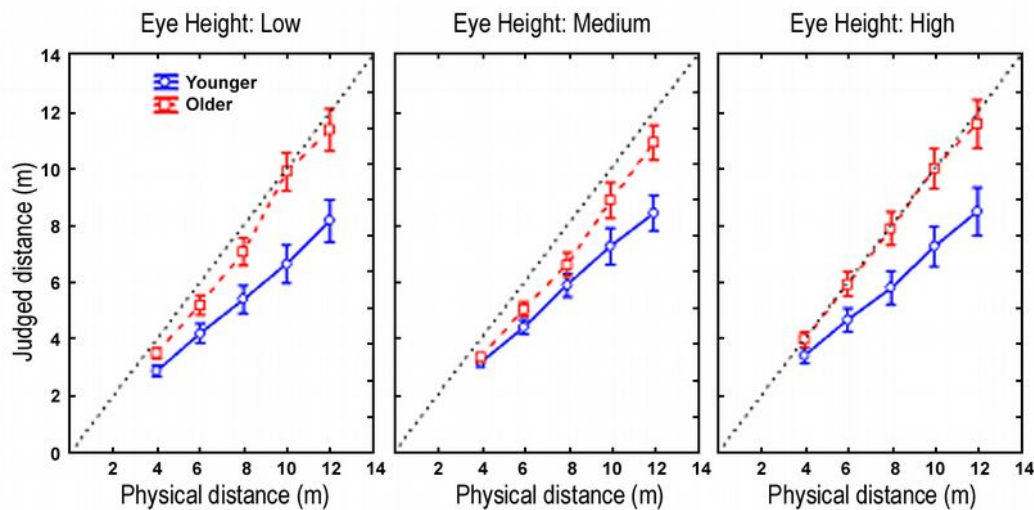 Eye Height: Low
Eye Height: Medium
Eye Height: High
Younger
Older
Judged distance (m)
14
12
10
8
6
4
2
0
2 4 6 8 10 12 14
2 4 6 8 10 12 14
2 4 6 8 10 12 14
Physical distance (m)
Physical distance (m)
Physical distance (m)